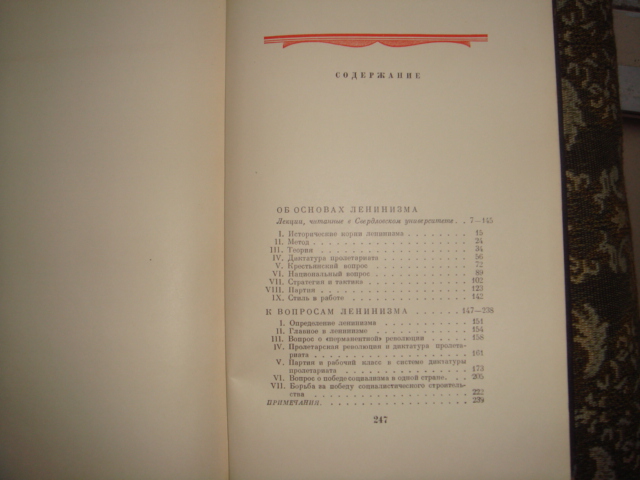 СОДЕРЖАНИЕ
ОБ ОСНОВАХ ЛЕНИНИЗМА
Лекции, читанные в Свердловском университете . . 7—145
I. Исторические корни ленинизма . . . . . . . . 15
II. Метод . . . . . . . . . . . . . . . . . 24
III. Теория . . . . . . . . . . . . . . . . . 34
IV. Диктатура пролетариата . . . . . . . . . . 56
V. Крестьянский вопрос . . . . . . . . . . . 72
VI. Национальный вопрос . . . . . . . . . . . 89
VII. Стратегия и тактика . . . . . . . . . . . 102
VIII. Партия . . . . . . . . . . . . . . . . . 123
IX. Стиль в работе . . . . . . . . . . . . . 142
К ВОПРОСАМ ЛЕНИНИЗМА . . . . . . 147—238
I. Определение ленинизма . . . . . . . . . . 151
II. Главное в ленинизме . . . . . . . . . . . 154
III. Вопрос о «перманентной» революции . . . . 158
IV. Пролетарская революция и диктатура пролета-
риата . . . . . . . . . . . . . . . . . 161
V. Партия и рабочий класс в системе диктатуры
пролетариата . . . . . . . . . . . . . . 173
VI. Вопрос о победе социализма в одной стране . . . 205
VII. Борьба за победу социалистического строитель-
ства . . . . . . . . . . . . . . . . . 222
ПРИМЕЧАНИЯ . . . . . . . . . . . . . . . 239
247